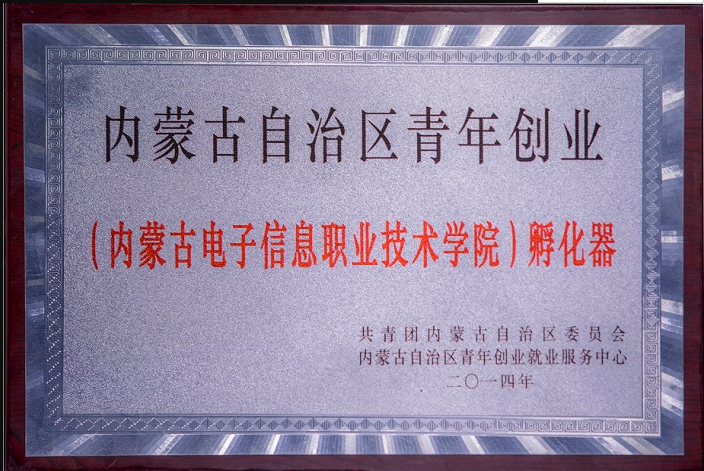 内蒙古自治区青年创业
（内蒙古电子信息职业技术学院）孵化器
共青团内蒙古自治区委员会
内蒙古自治区青年创业就业服务中心
二〇一四年